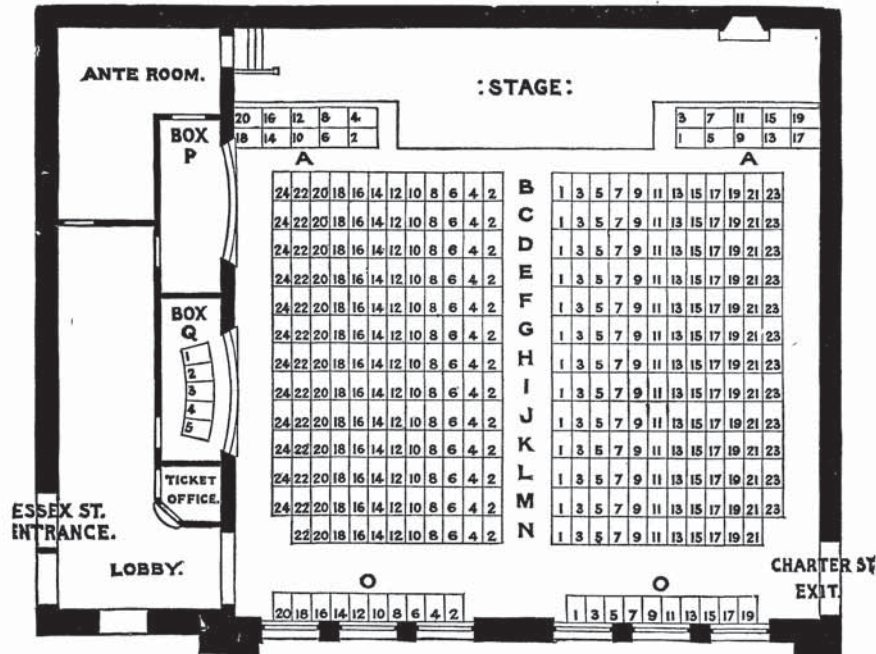 ANTE ROOM.
:STAGE:
20 16 12 8 4
18 14 10 6 2
A
3 7 11 15 19
1 5 9 13 17
A
BOX
P
24 22 20 18 16 14 12 10 8 6 4 2 B 1 3 5 7 9 11 13 15 17 19 21 23
24 22 20 18 16 14 12 10 8 6 4 2 C 1 3 5 7 9 11 13 15 17 19 21 23
24 22 20 18 16 14 12 10 8 6 4 2 D 1 3 5 7 9 11 13 15 17 19 21 23
24 22 20 18 16 14 12 10 8 6 4 2 E 1 3 5 7 9 11 13 15 17 19 21 23
24 22 20 18 16 14 12 10 8 6 4 2 F 1 3 5 7 9 11 13 15 17 19 21 23
24 22 20 18 16 14 12 10 8 6 4 2 G 1 3 5 7 9 11 13 15 17 19 21 23
24 22 20 18 16 14 12 10 8 6 4 2 H 1 3 5 7 9 11 13 15 17 19 21 23
24 22 20 18 16 14 12 10 8 6 4 2 I 1 3 5 7 9 11 13 15 17 19 21 23
24 22 20 18 16 14 12 10 8 6 4 2 J 1 3 5 7 9 11 13 15 17 19 21 23
24 22 20 18 16 14 12 10 8 6 4 2 K 1 3 5 7 9 11 13 15 17 19 21 23
24 22 20 18 16 14 12 10 8 6 4 2 L 1 3 5 7 9 11 13 15 17 19 21 23
24 22 20 18 16 14 12 10 8 6 4 2 M 1 3 5 7 9 11 13 15 17 19 21 23
22 20 18 16 14 12 10 8 6 4 2 N 1 3 5 7 9 11 13 15 17 19 21
BOX
Q
1
2
3
4
5
TICKET
OFFICE.
ESSEX ST.
ENTRANCE.
LOBBY.
CHARTER ST
EXIT.
O
20 18 16 14 12 10 8 6 4 2
O
1 3 5 7 9 11 13 15 17 19